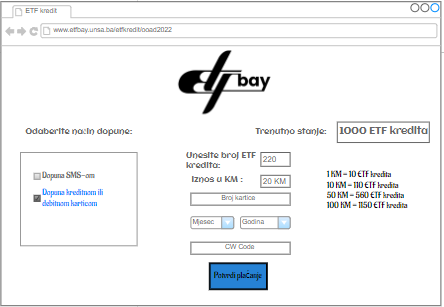 ETF kredit
www.etfbay.unsa.ba/etfkredit/ooad2022
etf bay
Odaberite način dopune:
Trenutno stanje:
1000 ETF kredita
Unesite broj ETF
kredita:
220
Iznos u KM :
20 KM
Dopuna SMS-om
Dopuna kreditnom ili
debitnom karticom
Broj kartice
Mjesec
Godina
CW Code
Potvrdi plaćanje
1 KM = 10 ETF kredita
10 KM = 110 ETF kredita
50 KM = 560 ETF kredita
100 KM = 1150 ETF kredita